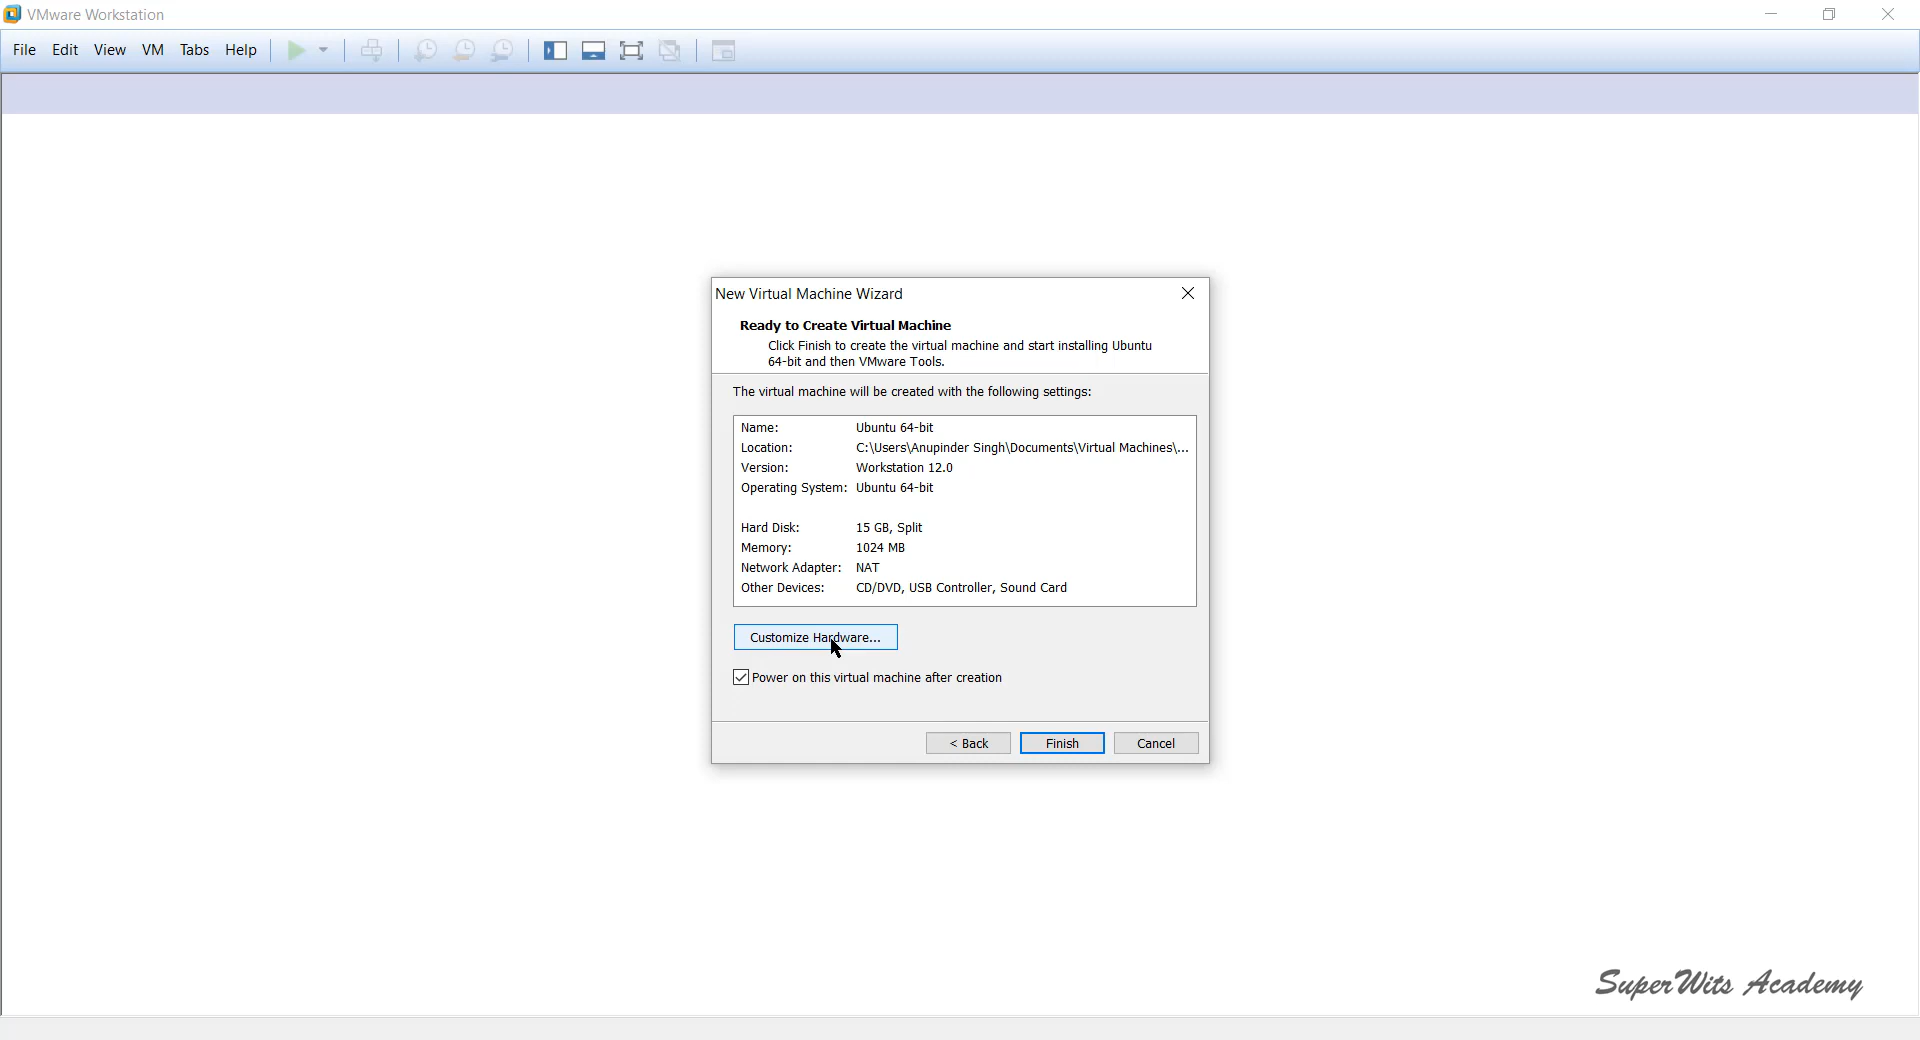 VMware Workstation
File Edit View VM Tabs Help
New Virtual Machine Wizard
Ready to Create Virtual Machine
Click Finish to create the virtual machine and start installing Ubuntu
64-bit and then VMware Tools.
The virtual machine will be created with the following settings:
Name: Ubuntu 64-bit
Location: C:\Users\Anupinder Singh\Documents\Virtual Machines\...
Version: Workstation 12.0
Operating System: Ubuntu 64-bit
Hard Disk: 15 GB, Split
Memory: 1024 MB
Network Adapter: NAT
Other Devices: CD/DVD, USB Controller, Sound Card
Customize Hardware...
Power on this virtual machine after creation
< Back Finish Cancel
SuperWits Academy